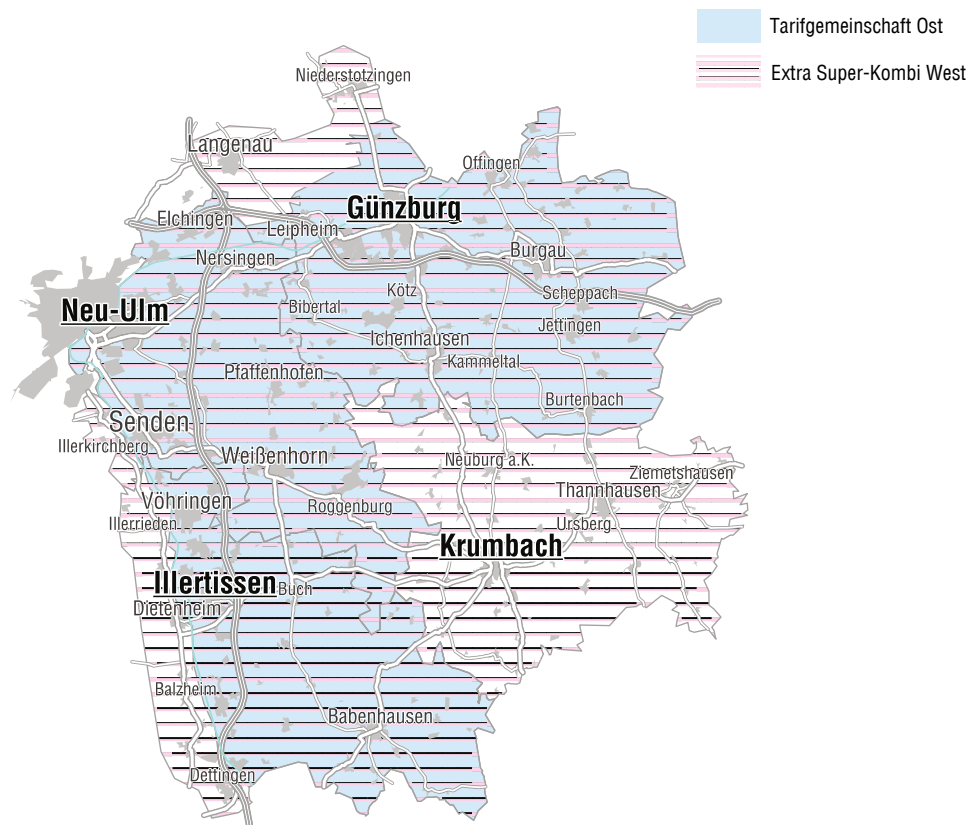 Tarifgemeinschaft Ost
Extra Super-Kombi West
Niederstotzingen
Langenau
Offingen
Günzburg
Elchingen
Leipheim
Burgau
Nersingen
Kötz
Scheppach
Neu-Ulm
Bibertal
Jettingen
Ichenhausen
Kammeltal
Pfaffenhofen
Burtenbach
Senden
Illerkirchberg
Weißenhorn
Neuburg a.K.
Ziemetshausen
Thannhausen
Vöhringen
Roggenburg
Illerrieden
Ursberg
Krumbach
Illertissen
Buch
Dietenheim
Balzheim
Babenhausen
Dettingen